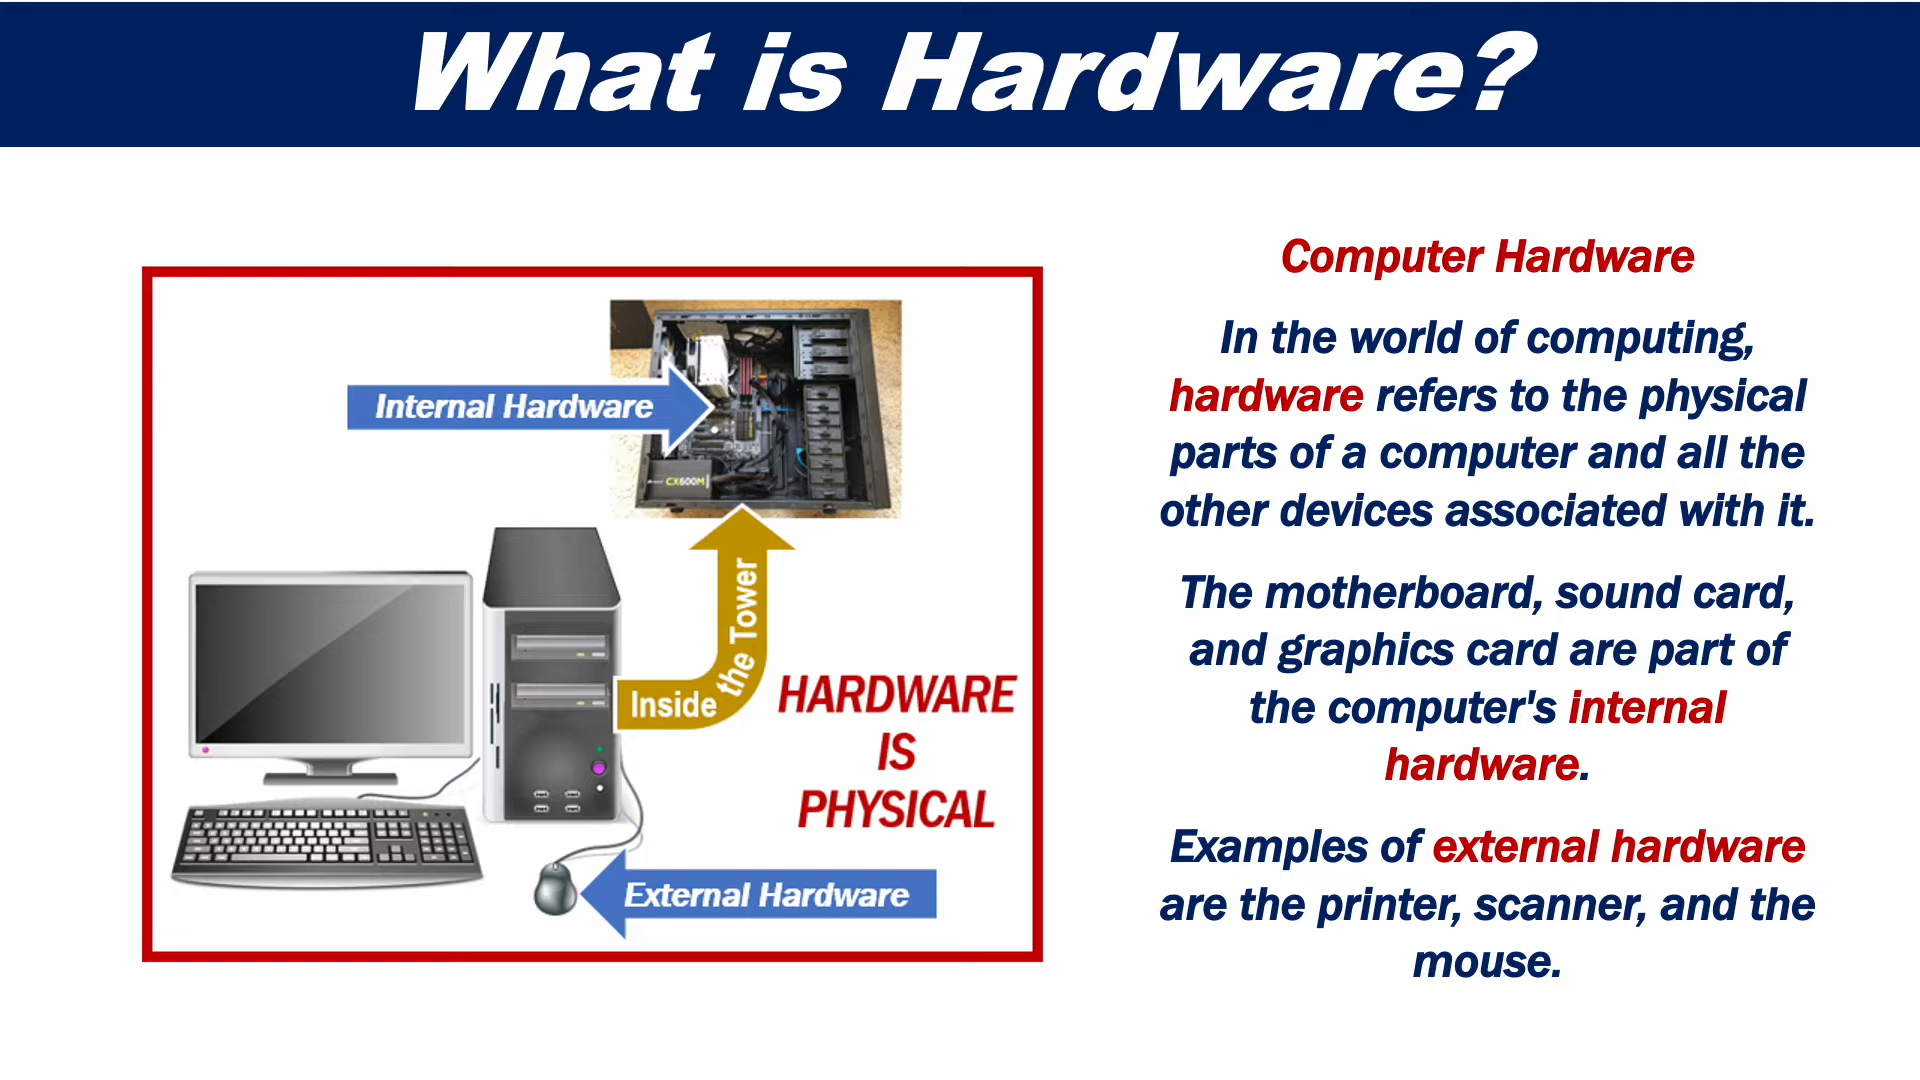 What is Hardware?
Internal Hardware
CX600M
Inside the Tower
HARDWARE
IS
PHYSICAL
External Hardware
Computer Hardware
In the world of computing,
hardware refers to the physical
parts of a computer and all the
other devices associated with it.
The motherboard, sound card,
and graphics card are part of
the computer's internal
hardware.
Examples of external hardware
are the printer, scanner, and the
mouse.